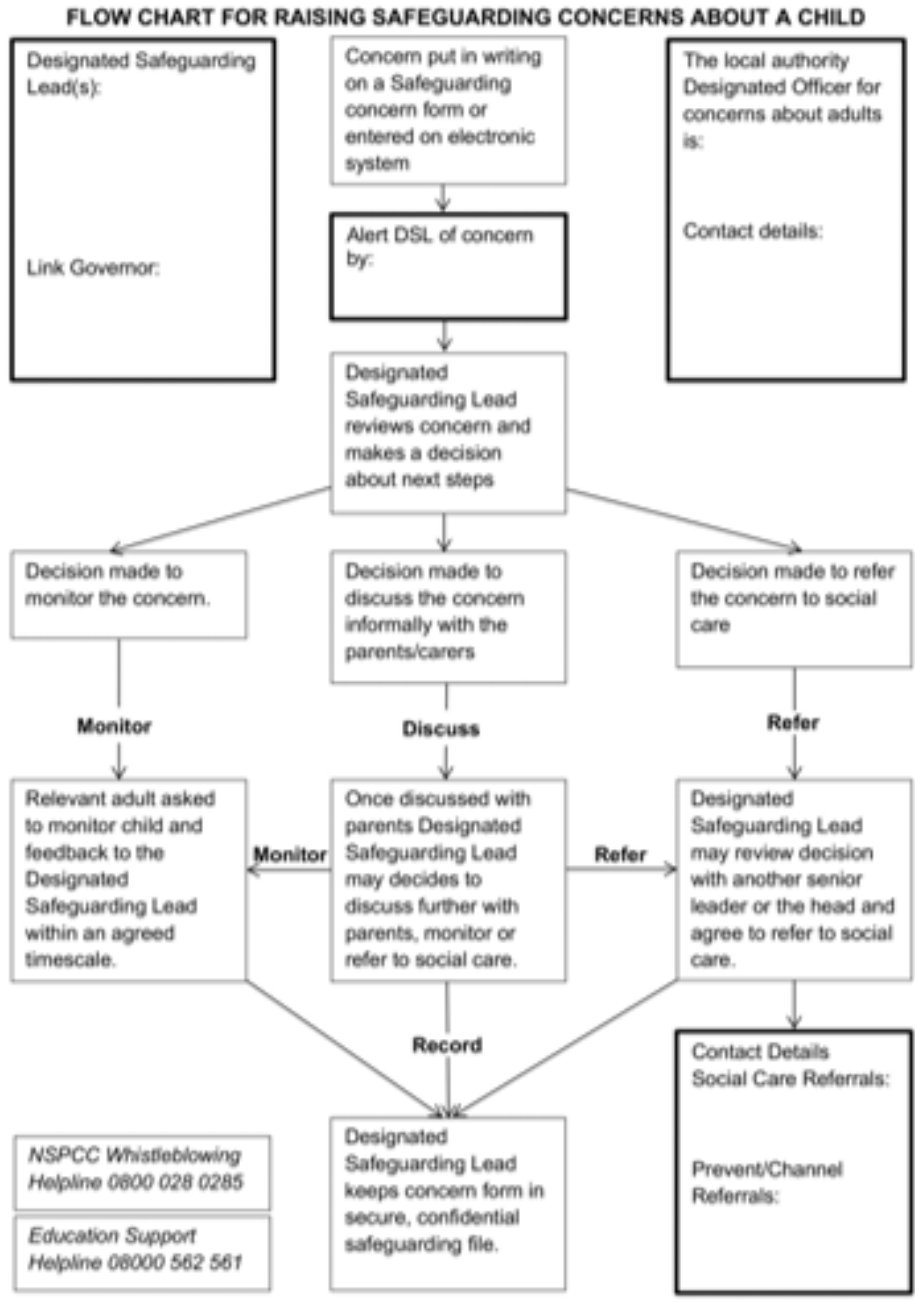 FLOW CHART FOR RAISING SAFEGUARDING CONCERNS ABOUT A CHILD
Designated Safeguarding
Lead(s):
Link Governor:
Concern put in writing
on a Safeguarding
concern form or
entered on electronic
system
The local authority
Designated Officer for
concerns about adults
is:
Contact details:
Alert DSL of concern
by:
Designated
Safeguarding Lead
reviews concern and
makes a decision
about next steps
Decision made to
monitor the concern.
Decision made to
discuss the concern
informally with the
parents/carers
Decision made to refer
the concern to social
care
Monitor
Discuss
Refer
Relevant adult asked
to monitor child and
feedback to the
Designated
Safeguarding Lead
within an agreed
timescale.
Monitor
Once discussed with
parents Designated
Safeguarding Lead
may decides to
discuss further with
parents, monitor or
refer to social care.
Refer
Designated
Safeguarding Lead
may review decision
with another senior
leader or the head and
agree to refer to social
care.
Record
Contact Details
Social Care Referrals:
Prevent/Channel
Referrals:
Designated
Safeguarding Lead
keeps concern form in
secure, confidential
safeguarding file.
NSPCC Whistleblowing
Helpline 0800 028 0285
Education Support
Helpline 08000 562 561